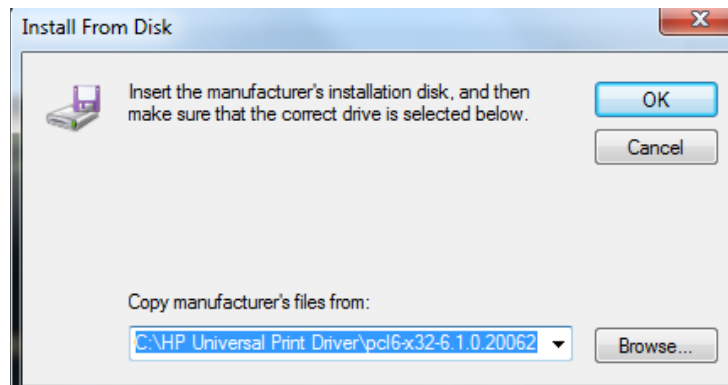 Install From Disk
Insert the manufacturer's installation disk, and then
make sure that the correct drive is selected below.
OK
Cancel
Copy manufacturer's files from:
C:\HP Universal Print Driver\pcl6-x32-6.1.0.20062
Browse...